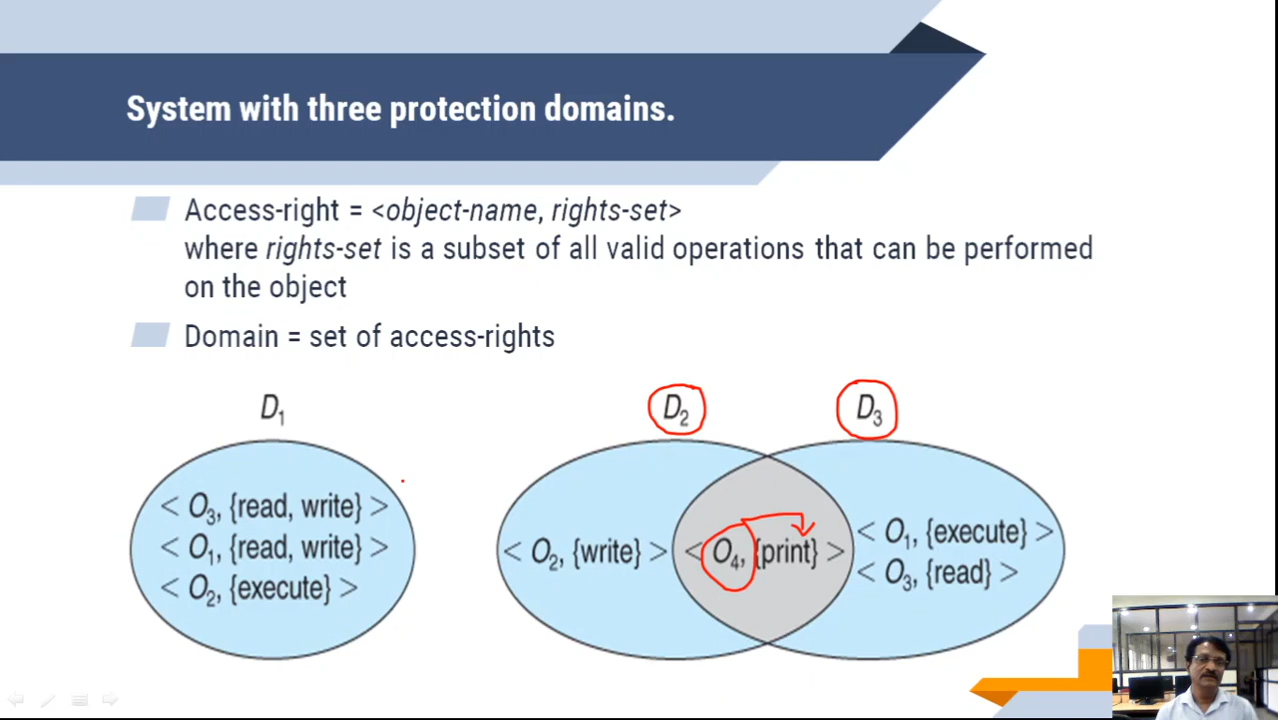 System with three protection domains.
Access-right = <object-name, rights-set>
where rights-set is a subset of all valid operations that can be performed
on the object
Domain = set of access-rights
D1
D2
D3
< O3, {read, write} >
< O1, {read, write} >
< O2, {execute} >
< O2, {write} >
< O4, {print} >
< O1, {execute} >
< O3, {read} >